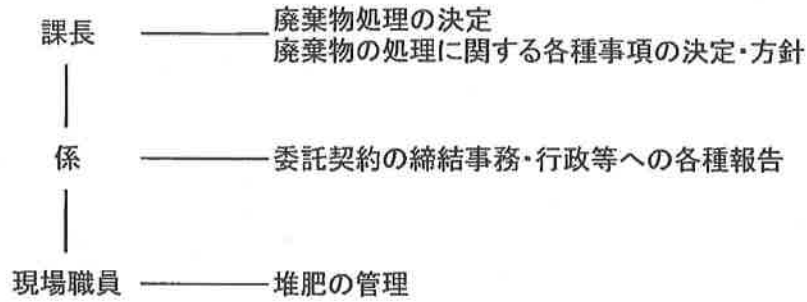 課長
廃棄物処理の決定
廃棄物の処理に関する各種事項の決定・方針
係
委託契約の締結事務・行政等への各種報告
現場職員
堆肥の管理